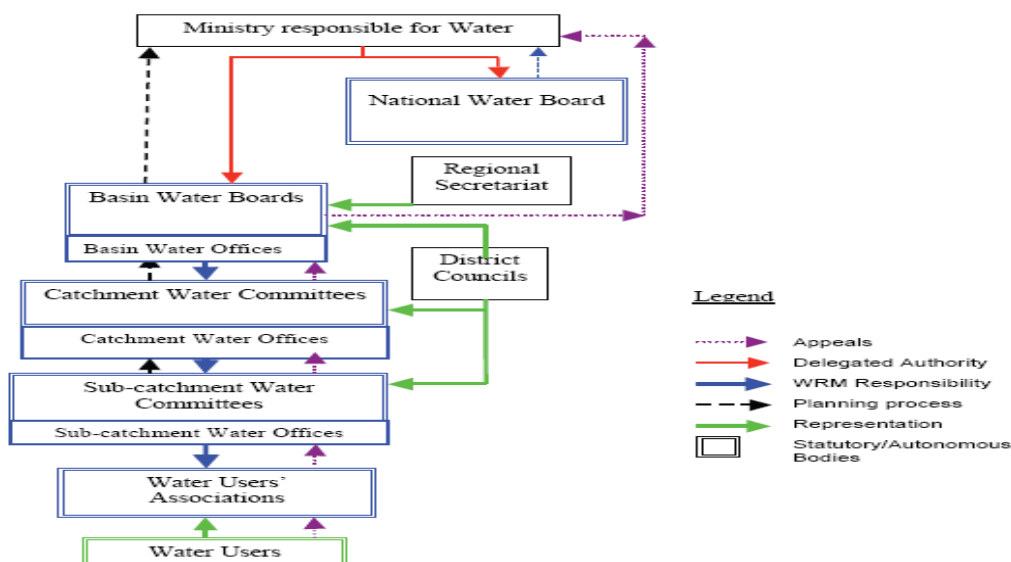 Ministry responsible for Water
National Water Board
Regional
Secretariat
Basin Water Boards
Basin Water Offices
District
Councils
Catchment Water Committees
Catchment Water Offices
Sub-catchment Water
Committees
Sub-catchment Water Offices
Water Users'
Associations
Water Users
Legend
Appeals
Delegated Authority
WRM Responsibility
Planning process
Representation
Statutory/Autonomous
Bodies